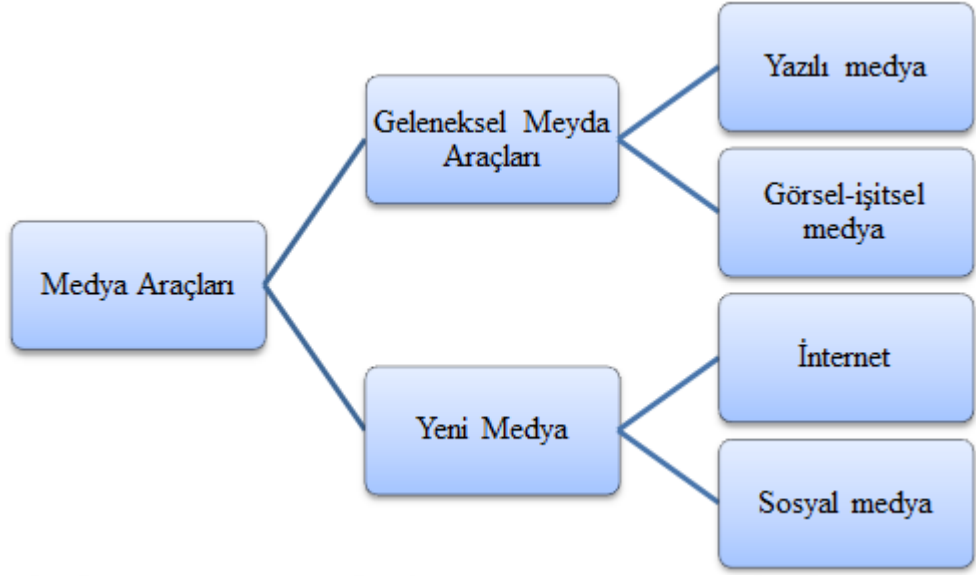 Medya Araçları
Geleneksel Meyda
Araçları
Yazılı medya
Görsel-işitsel
medya
Yeni Medya
İnternet
Sosyal medya